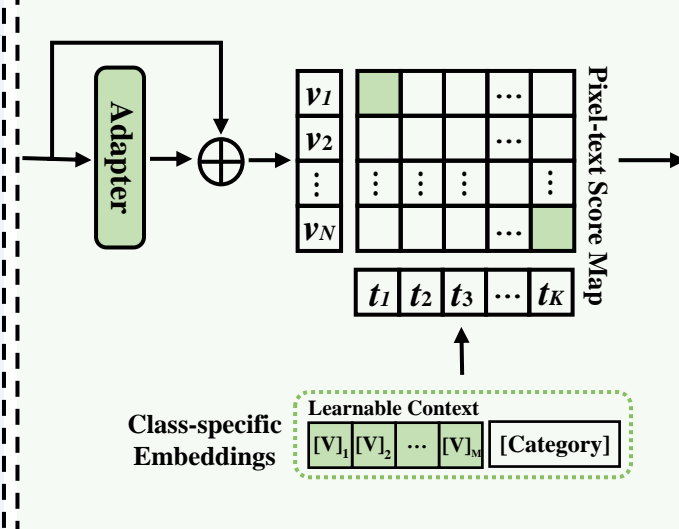 Adapter
v1
v2
⋮
vN
...
...
⋮ ⋮ ⋮ ⋮
...
Pixel-text Score Map
t1 t2 t3 ... tK
Class-specific
Embeddings
Learnable Context
[V]1 [V]2 ... [V]M [Category]